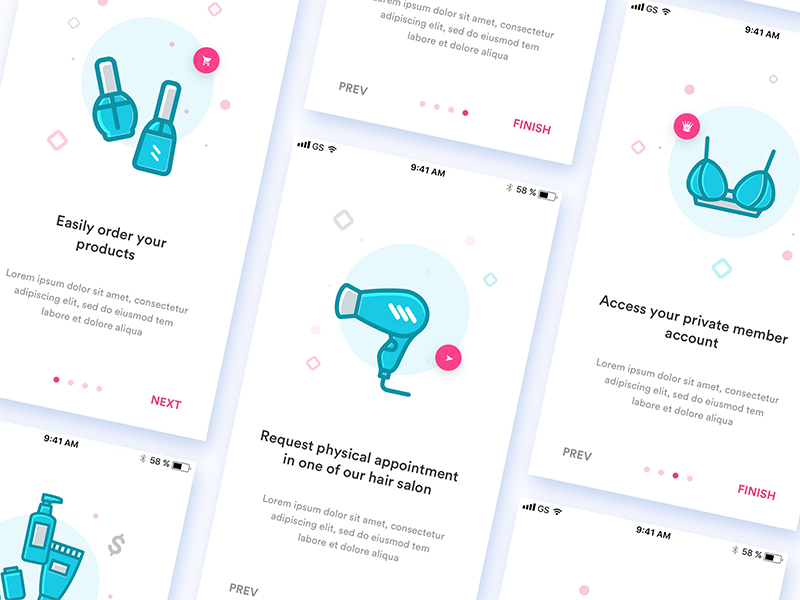 Easily order your
products
Lorem ipsum dolor sit amet, consectetur
adipiscing elit, sed do eiusmod tem
labore et dolore aliqua
NEXT
9:41 AM
58 %
$
Lorem ipsum dolor sit amet, consectetur
adipiscing elit, sed do eiusmod tem
labore et dolore aliqua
PREV
FINISH
GS
9:41 AM
58 %
Request physical appointment
in one of our hair salon
Lorem ipsum dolor sit amet, consectetur
adipiscing elit, sed do eiusmod tem
labore et dolore aliqua
PREV
GS
9:41 AM
Access your private member
account
Lorem ipsum dolor sit amet, consectetur
adipiscing elit, sed do eiusmod tem
labore et dolore aliqua
PREV
FINISH
GS
9:41 AM
58 %